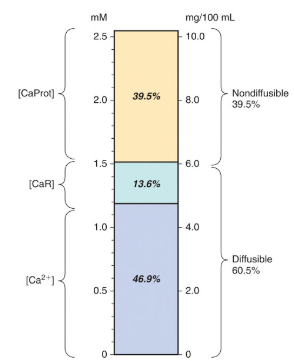 mM mg/100 mL
2.5 10.0
[CaProt] 2.0 39.5% 8.0 Nondiffusible
39.5%
1.5 6.0
[CaR] 13.6%
1.0 4.0
Diffusible
60.5%
[Ca²⁺] 46.9%
0.5 2.0
0 0